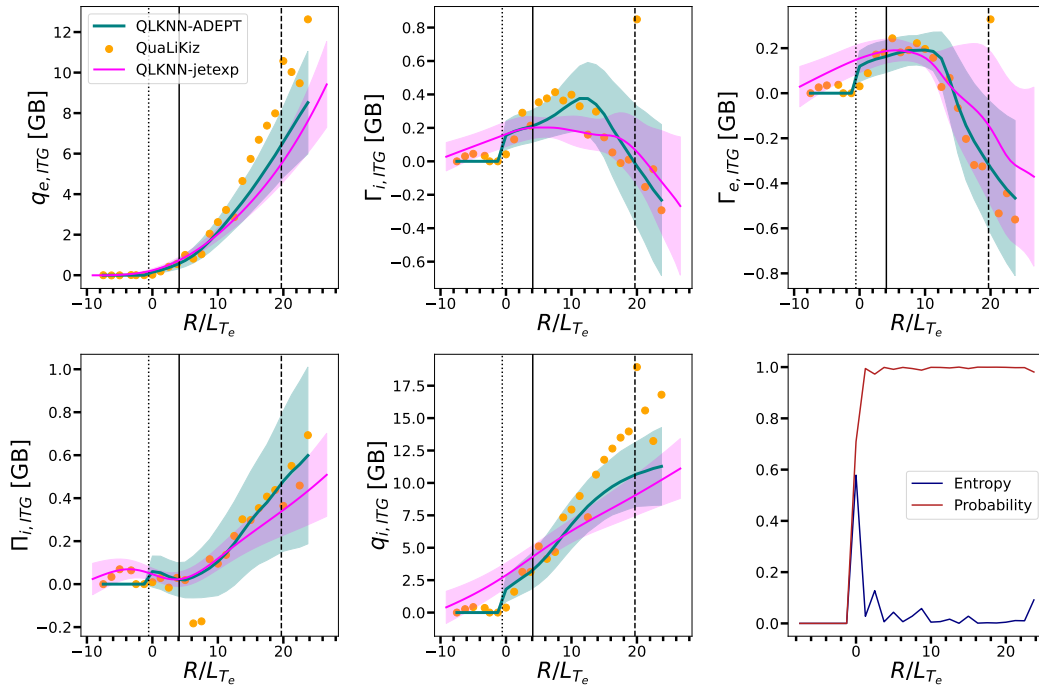 q_{e, ITG} [GB]
12
10
8
6
4
2
0
QLKNN-ADEPT
QuaLiKiz
QLKNN-jetexp
−10 0 10 20
R/L_{T_e}
Γ_{i, ITG} [GB]
0.8
0.6
0.4
0.2
0.0
−0.2
−0.4
−0.6
−10 0 10 20
R/L_{T_e}
Γ_{e, ITG} [GB]
0.2
0.0
−0.2
−0.4
−0.6
−0.8
−10 0 10 20
R/L_{T_e}
Π_{i, ITG} [GB]
1.0
0.8
0.6
0.4
0.2
0.0
−0.2
−10 0 10 20
R/L_{T_e}
q_{i, ITG} [GB]
17.5
15.0
12.5
10.0
7.5
5.0
2.5
0.0
−10 0 10 20
R/L_{T_e}
1.0
0.8
0.6
0.4
0.2
0.0
Entropy
Probability
0 10 20
R/L_{T_e}